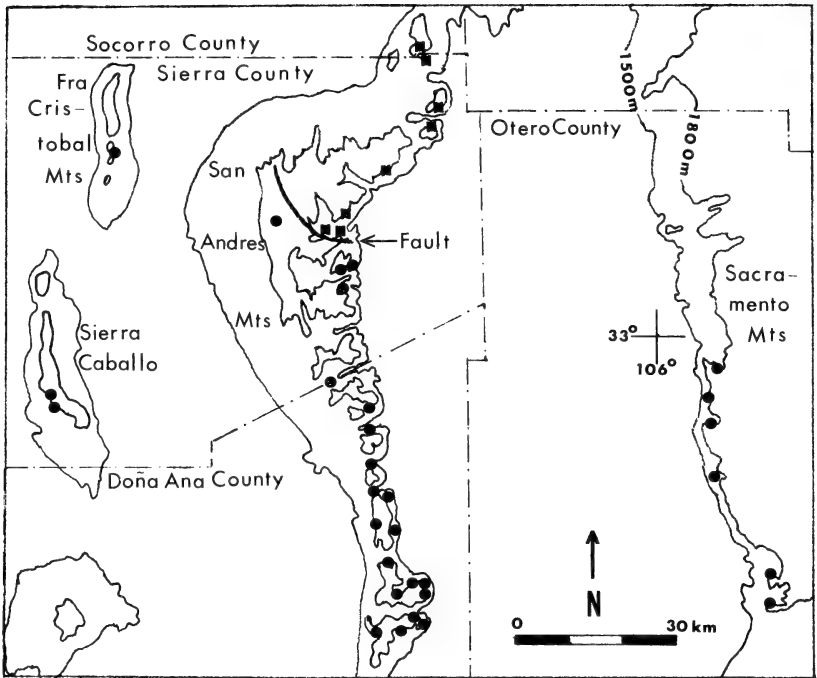 Socorro County
Sierra County
Fra
Cris-
tobal
Mts
San
Andres
Mts
Fault
Sierra
Caballo
Doña Ana County
Otero County
1500m
1800m
Sacra-
mento
Mts
33°
106°
N
0 30 km